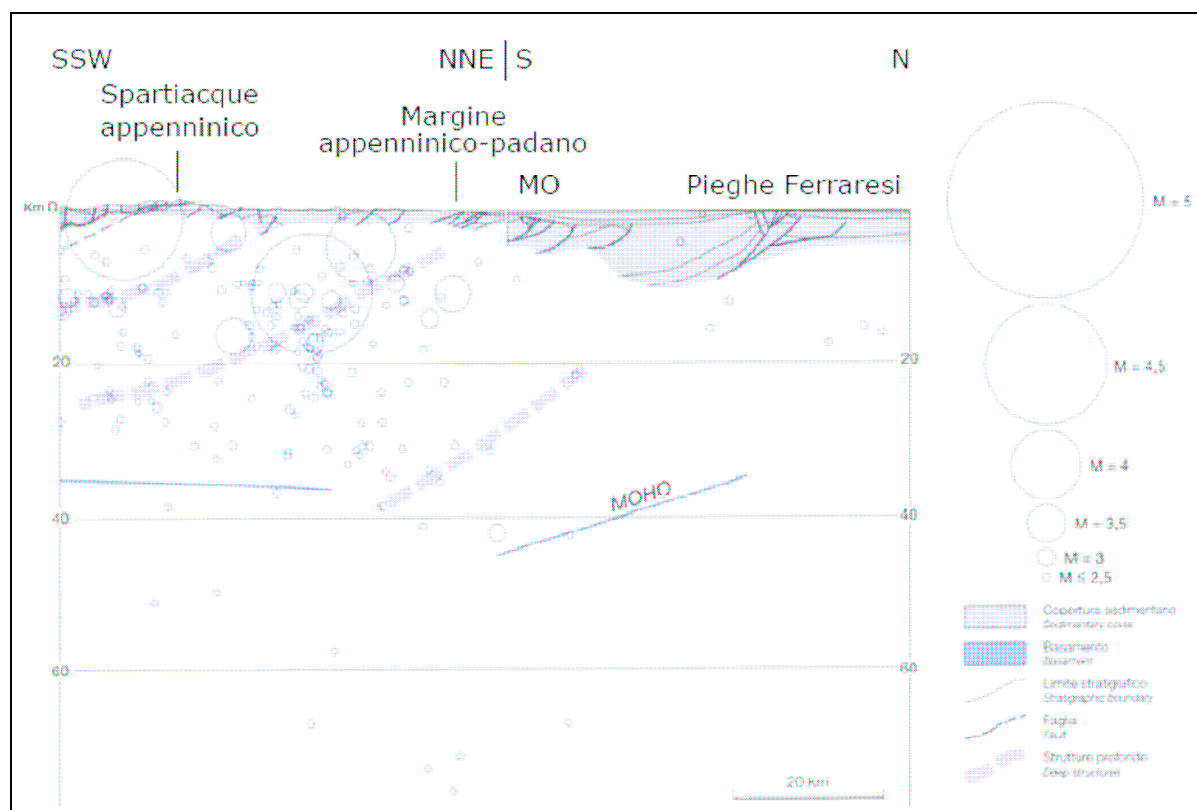 SSW
NNE
S
N
Spartiacque
appenninico
Margine
appenninico-padano
MO
Pieghe Ferraresi
Km 0
20
20
MOHO
40
40
60
60
20 km
M = 5
M = 4,5
M = 4
M = 3,5
M = 3
M ≤ 2,5
Copertura sedimentaria
Sedimentary cover
Basamento
Basement
Limite stratigrafico
Stratigraphic boundary
Faglia
Fault
Strutture profonde
Deep structures